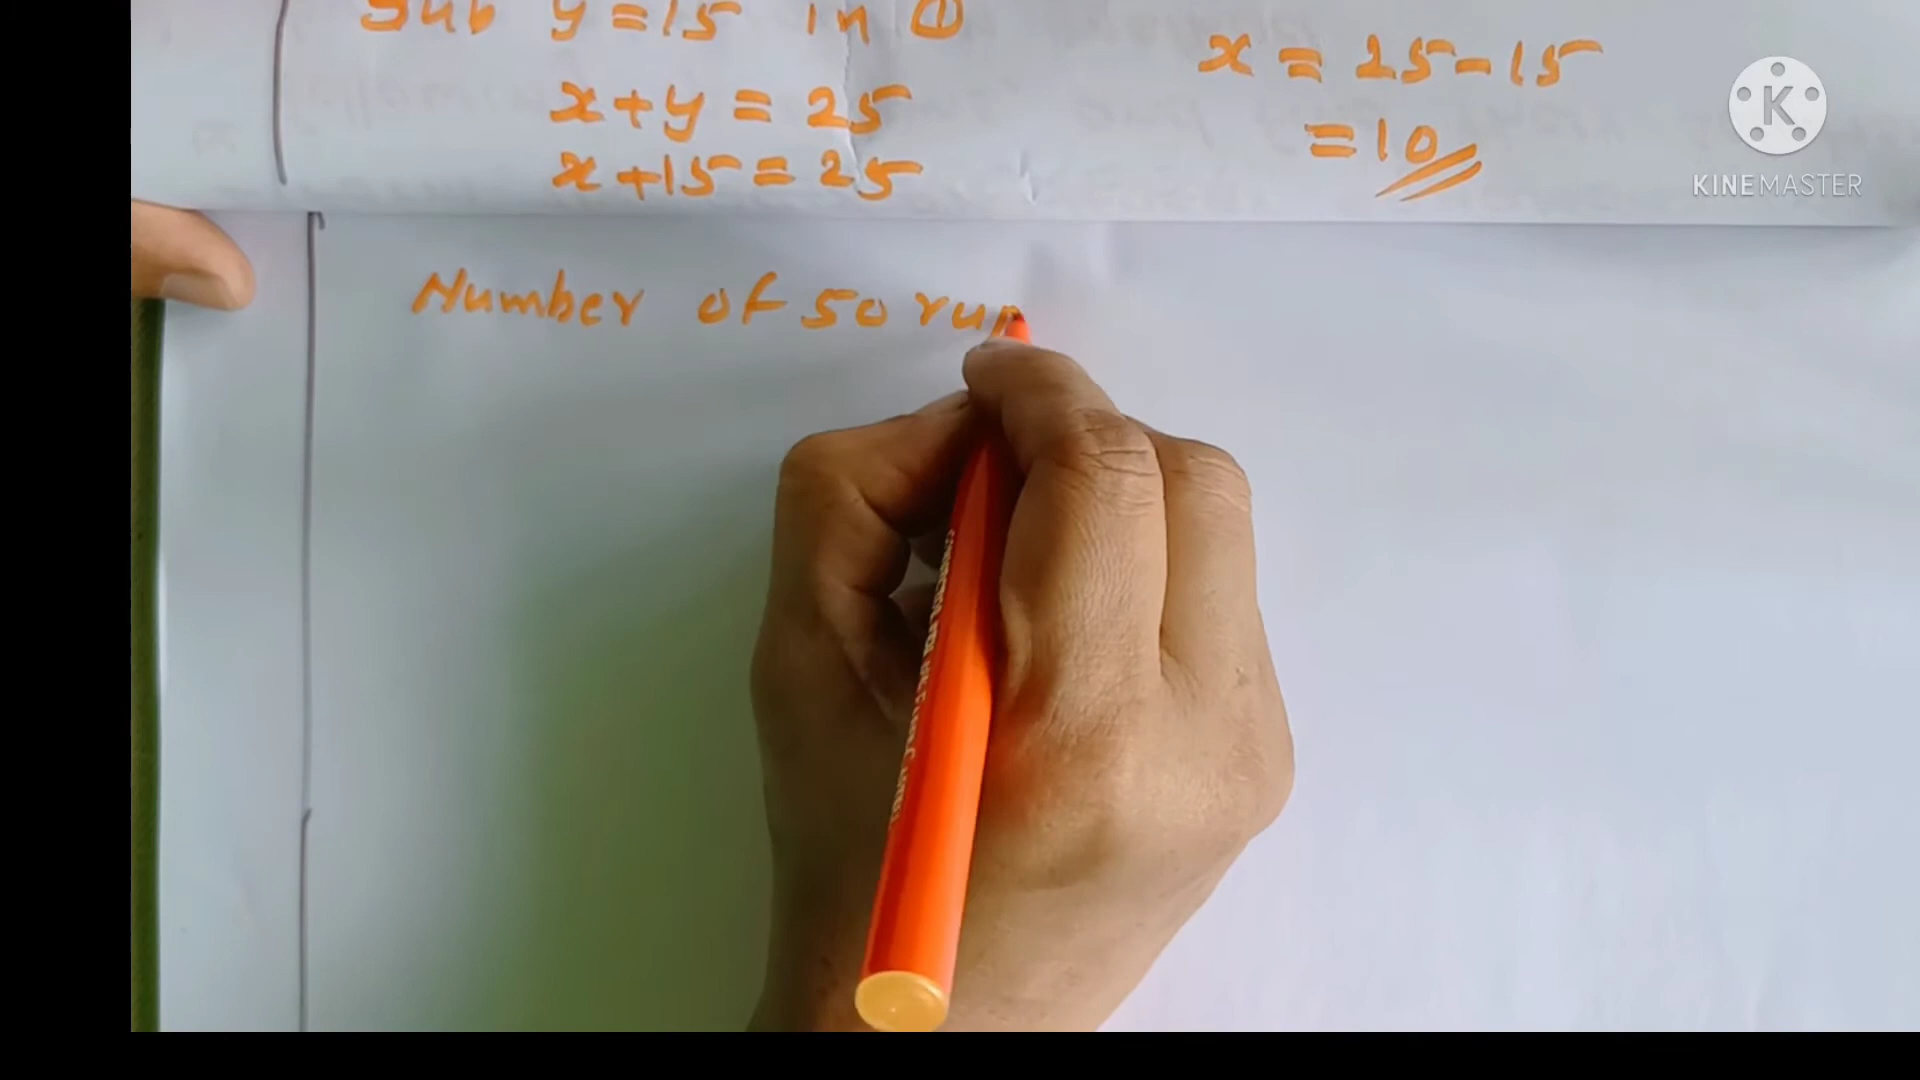 Sub y=15 in ①
x+y = 25
x+15 = 25
x = 25-15
= 10
Number of 50 rup
K
KINEMASTER